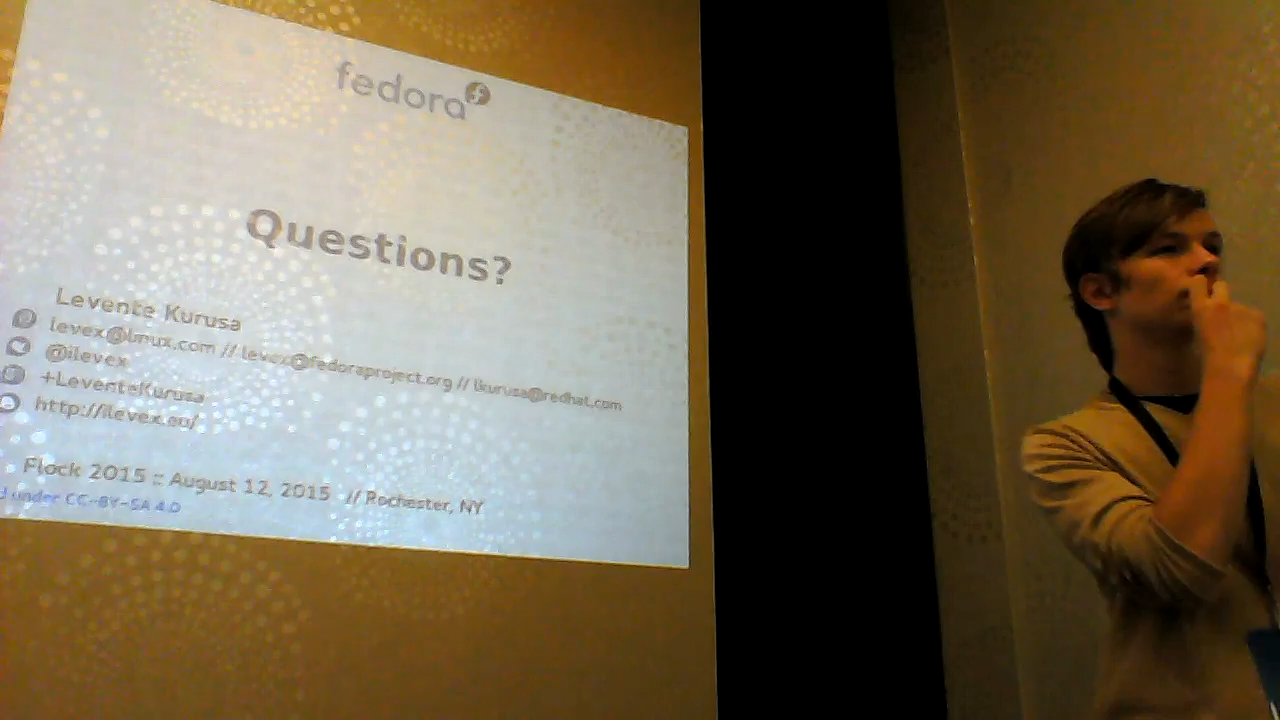 fedora
Questions?
Levente Kurusa
levex@linux.com // levex@fedoraproject.org // lkurusa@redhat.com
@ilevex
+LeventeKurusa
http://ilevex.eu/
Flock 2015 :: August 12, 2015 // Rochester, NY
under CC-BY-SA 4.0